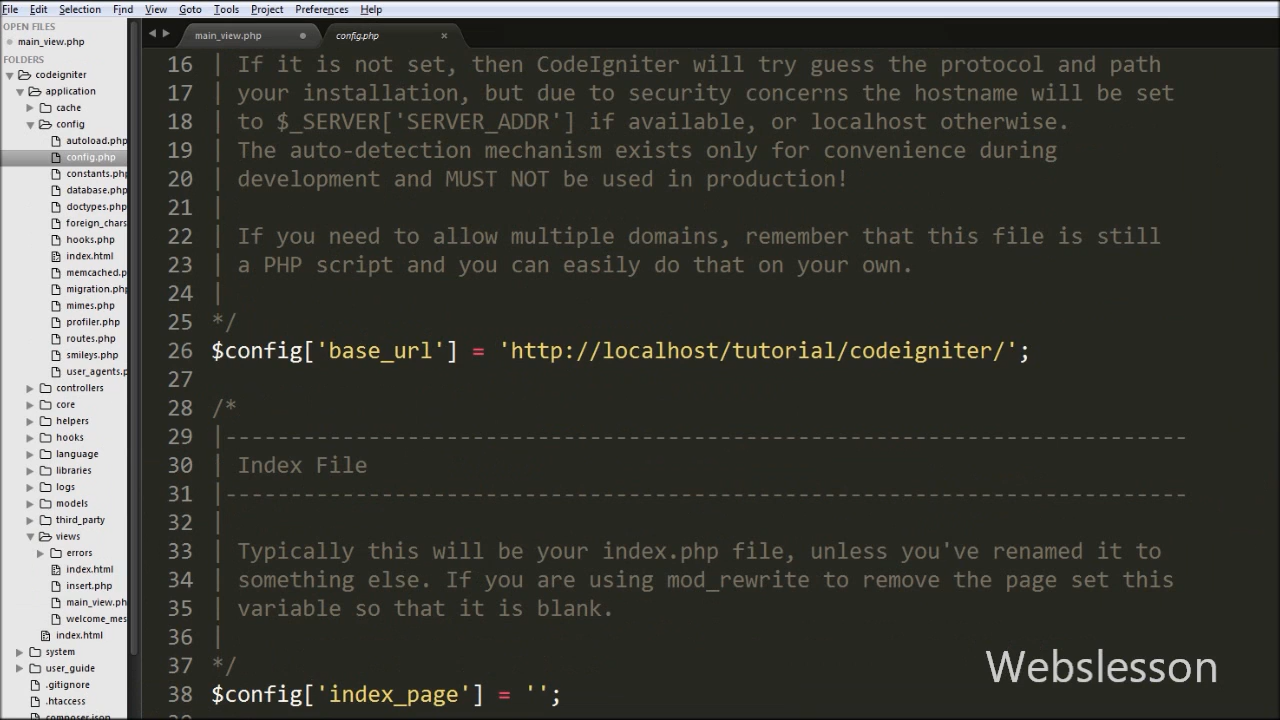 File Edit Selection Find View Goto Tools Project Preferences Help
OPEN FILES
main_view.php
FOLDERS
codeigniter
application
cache
config
autoload.php
config.php
constants.php
database.php
doctypes.php
foreign_chars
hooks.php
index.html
memcached.p
migration.php
mimes.php
profiler.php
routes.php
smileys.php
user_agents.p
controllers
core
helpers
hooks
language
libraries
logs
models
third_party
views
errors
index.html
insert.php
main_view.ph
welcome_mes
index.html
system
user_guide
.gitignore
.htaccess
composer.json
main_view.php
config.php
16 | If it is not set, then CodeIgniter will try guess the protocol and path
17 | your installation, but due to security concerns the hostname will be set
18 | to $_SERVER['SERVER_ADDR'] if available, or localhost otherwise.
19 | The auto-detection mechanism exists only for convenience during
20 | development and MUST NOT be used in production!
21 |
22 | If you need to allow multiple domains, remember that this file is still
23 | a PHP script and you can easily do that on your own.
24 |
25 */
26 $config['base_url'] = 'http://localhost/tutorial/codeigniter/';
27
28 /*
29 |--------------------------------------------------------------------------
30 | Index File
31 |--------------------------------------------------------------------------
32 |
33 | Typically this will be your index.php file, unless you've renamed it to
34 | something else. If you are using mod_rewrite to remove the page set this
35 | variable so that it is blank.
36 |
37 */
38 $config['index_page'] = '';
Webslesson